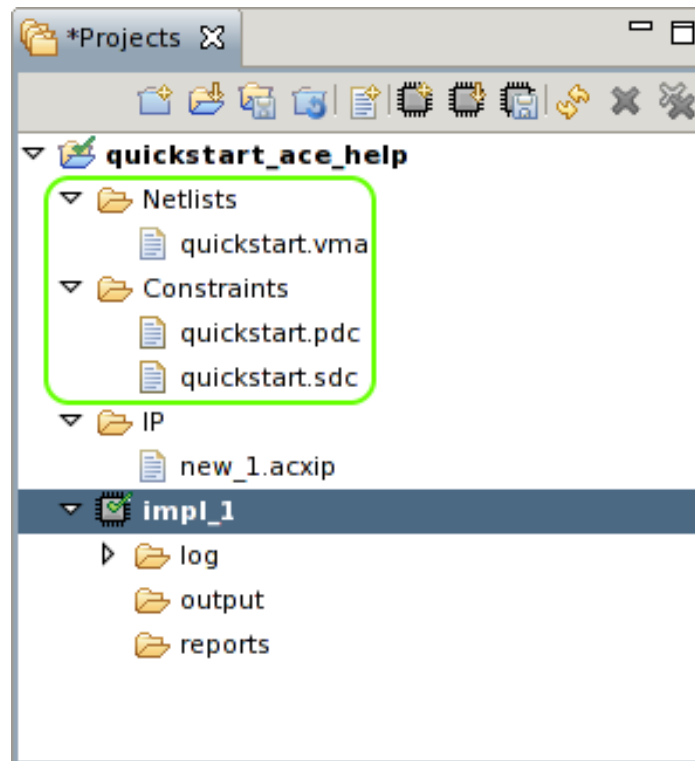 *Projects
quickstart_ace_help
Netlists
quickstart.vma
Constraints
quickstart.pdc
quickstart.sdc
IP
new_1.acxip
impl_1
log
output
reports